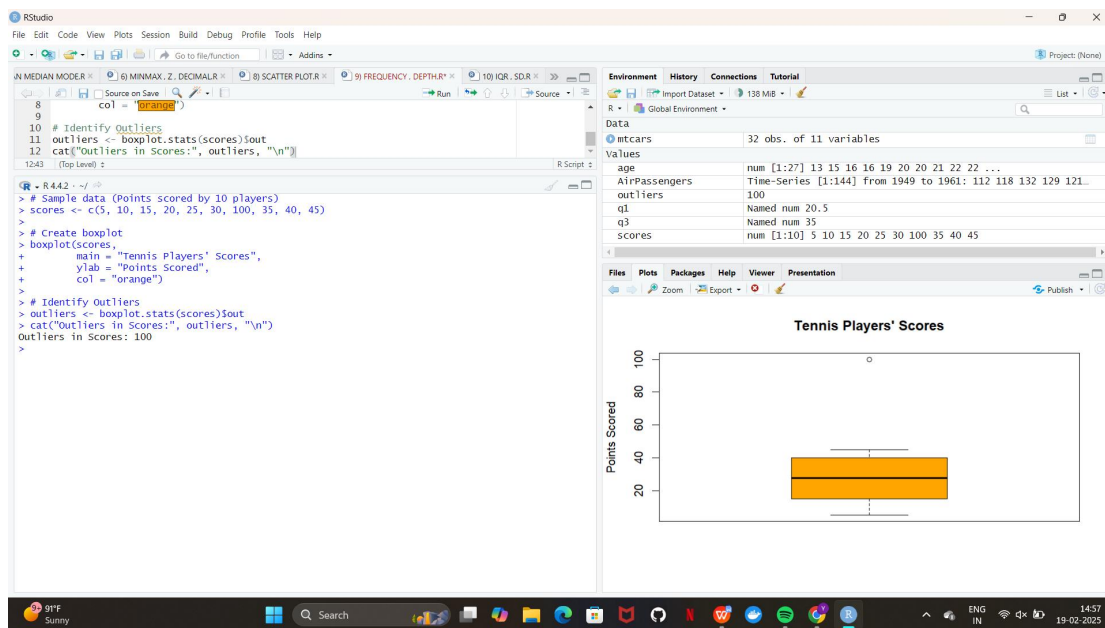 RStudio
File Edit Code View Plots Session Build Debug Profile Tools Help
Go to file/function Addins Project: (None)
AN MEDIAN MODE.R 6) MINMAX . Z . DECIMAL.R 8) SCATTER PLOT.R 9) FREQUENCY . DEPTH.R* 10) IQR . SD.R
Source on Save Run Source
8 col = "orange")
9
10 # Identify Outliers
11 outliers <- boxplot.stats(scores)$out
12 cat("Outliers in Scores:", outliers, "\n")
12:43 (Top Level) R Script
R 4.4.2 · ~/
> # Sample data (Points scored by 10 players)
> scores <- c(5, 10, 15, 20, 25, 30, 100, 35, 40, 45)
>
> # Create boxplot
> boxplot(scores,
+ main = "Tennis Players' Scores",
+ ylab = "Points Scored",
+ col = "orange")
>
> # Identify Outliers
> outliers <- boxplot.stats(scores)$out
> cat("Outliers in Scores:", outliers, "\n")
Outliers in Scores: 100
>
Environment History Connections Tutorial
Import Dataset 138 MiB List
R Global Environment
Data
mtcars 32 obs. of 11 variables
Values
age num [1:27] 13 15 16 16 19 20 20 21 22 22 ...
AirPassengers Time-Series [1:144] from 1949 to 1961: 112 118 132 129 121…
outliers 100
q1 Named num 20.5
q3 Named num 35
scores num [1:10] 5 10 15 20 25 30 100 35 40 45
Files Plots Packages Help Viewer Presentation
Zoom Export Publish
Tennis Players' Scores
Points Scored
100
80
60
40
20
9+ 91°F
Sunny
Search
ENG
IN
14:57
19-02-2025